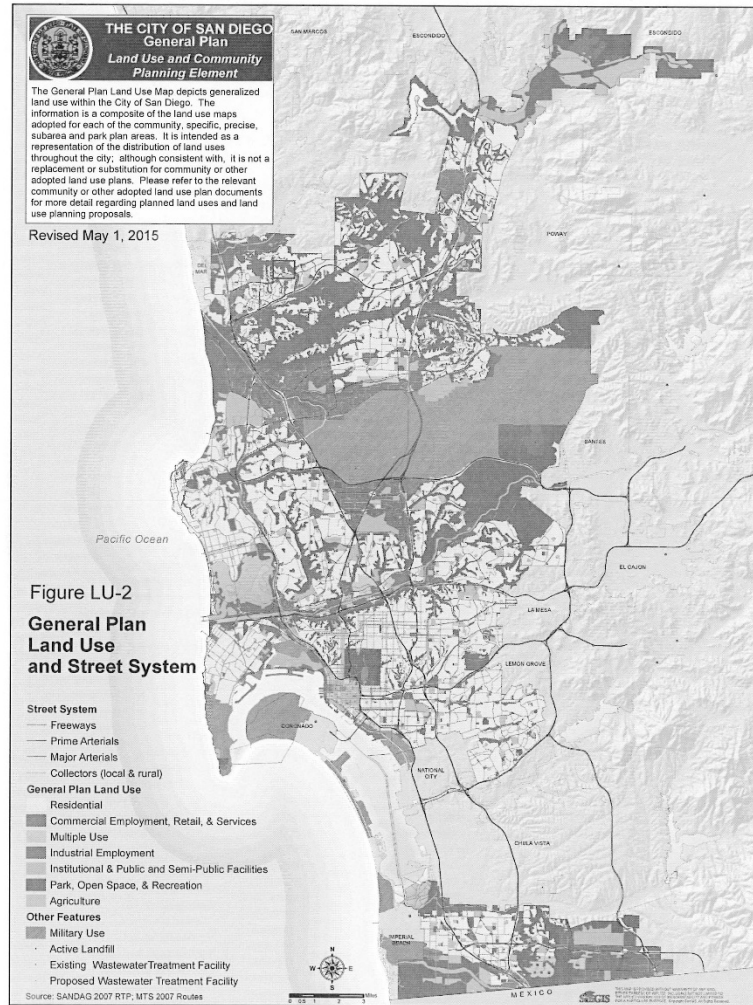 THE CITY OF SAN DIEGO
General Plan
Land Use and Community
Planning Element
The General Plan Land Use Map depicts generalized
land use within the City of San Diego. The
information is a composite of the land use maps
adopted for each of the community, specific, precise,
subarea and park plan areas. It is intended as a
representation of the distribution of land uses
throughout the city; although consistent with, it is not a
replacement or substitution for community or other
adopted land use plans. Please refer to the relevant
community or other adopted land use plan documents
for more detail regarding planned land uses and land
use planning proposals.
Revised May 1, 2015
SAN MARCOS
ESCONDIDO
ESCONDIDO
POWAY
DEL MAR
SANTEE
Pacific Ocean
EL CAJON
LA MESA
LEMON GROVE
CORONADO
NATIONAL
CITY
CHULA VISTA
IMPERIAL
BEACH
MEXICO
Figure LU-2
General Plan
Land Use
and Street System
Street System
Freeways
Prime Arterials
Major Arterials
Collectors (local & rural)
General Plan Land Use
Residential
Commercial Employment, Retail, & Services
Multiple Use
Industrial Employment
Institutional & Public and Semi-Public Facilities
Park, Open Space, & Recreation
Agriculture
Other Features
Military Use
Active Landfill
Existing WastewaterTreatment Facility
Proposed Wastewater Treatment Facility
N
W E
S
Miles
Source: SANDAG 2007 RTP; MTS 2007 Routes
SanGIS